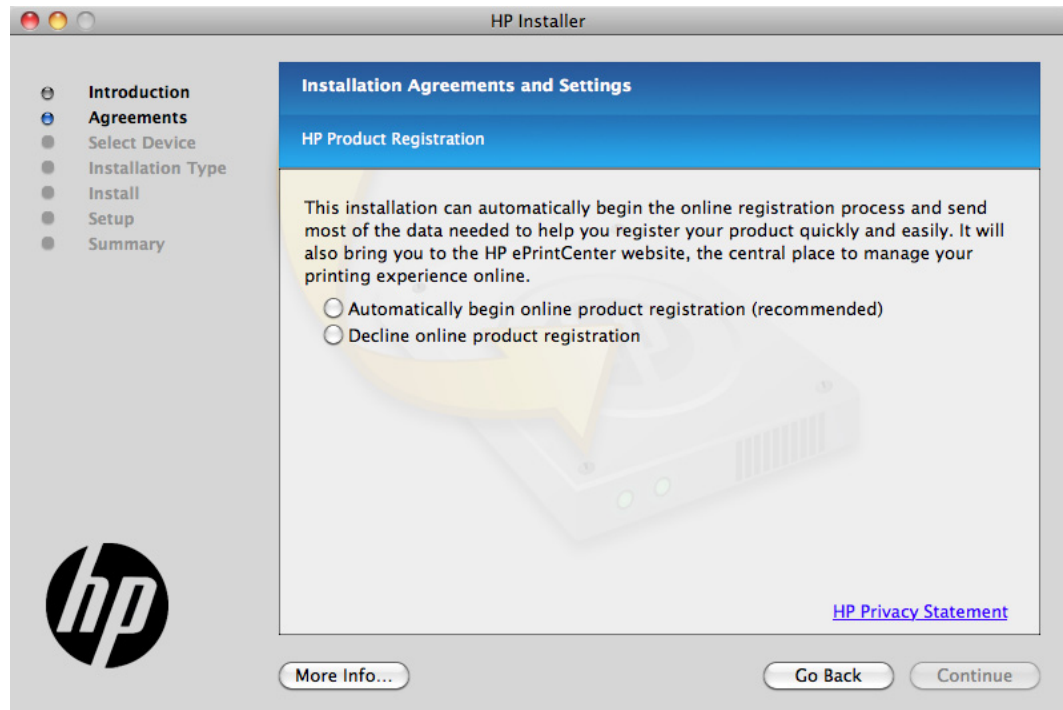 HP Installer
Introduction
Agreements
Select Device
Installation Type
Install
Setup
Summary
Installation Agreements and Settings
HP Product Registration
This installation can automatically begin the online registration process and send
most of the data needed to help you register your product quickly and easily. It will
also bring you to the HP ePrintCenter website, the central place to manage your
printing experience online.
Automatically begin online product registration (recommended)
Decline online product registration
HP Privacy Statement
hp
More Info...
Go Back
Continue